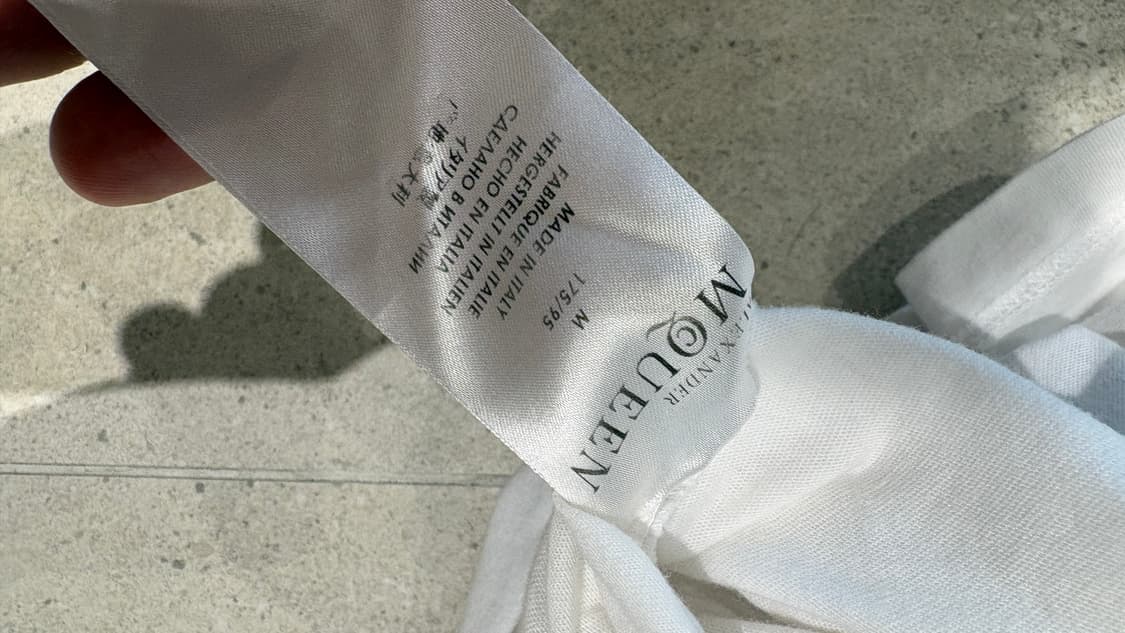 ALEXANDER
MCQUEEN
M
175/95
MADE IN ITALY
FABRIQUE EN ITALIE
HERGESTELLT IN ITALIEN
HECHO EN ITALIA
СДЕЛАНО В ИТАЛИИ
イタリア製